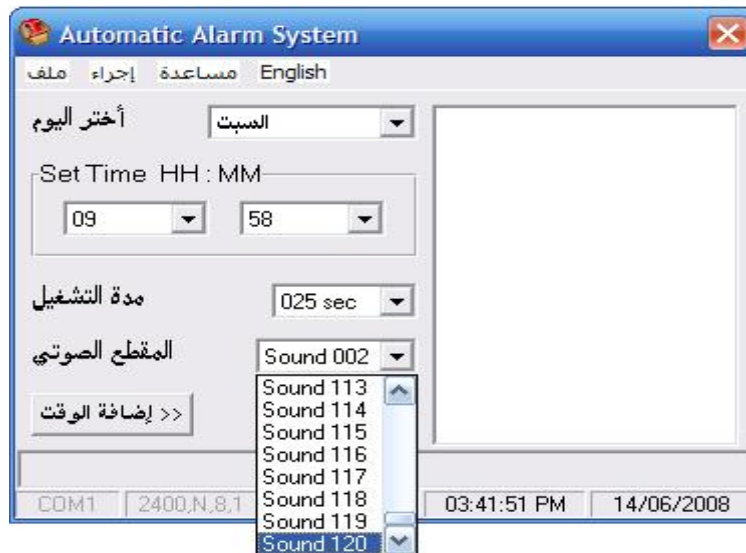 Automatic Alarm System
ملف إجراء مساعدة English
أختر اليوم السبت
Set Time HH : MM
09 58
مدة التشغيل 025 sec
المقطع الصوتي Sound 002
Sound 113
Sound 114
Sound 115
Sound 116
Sound 117
Sound 118
Sound 119
Sound 120
<< إضافة الوقت
COM1 2400,N,8,1 03:41:51 PM 14/06/2008